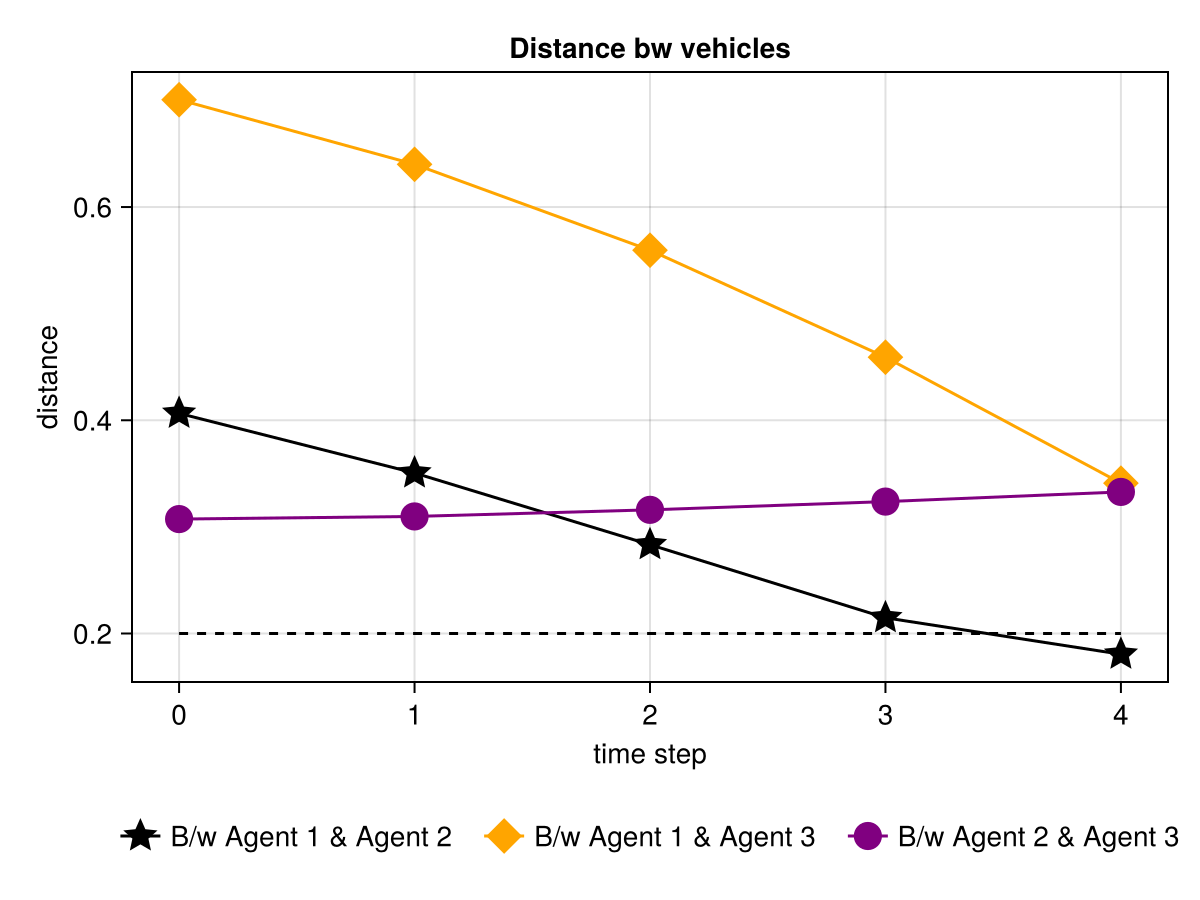 Distance bw vehicles
distance
0.6
0.4
0.2
0 1 2 3 4
time step
B/w Agent 1 & Agent 2 B/w Agent 1 & Agent 3 B/w Agent 2 & Agent 3